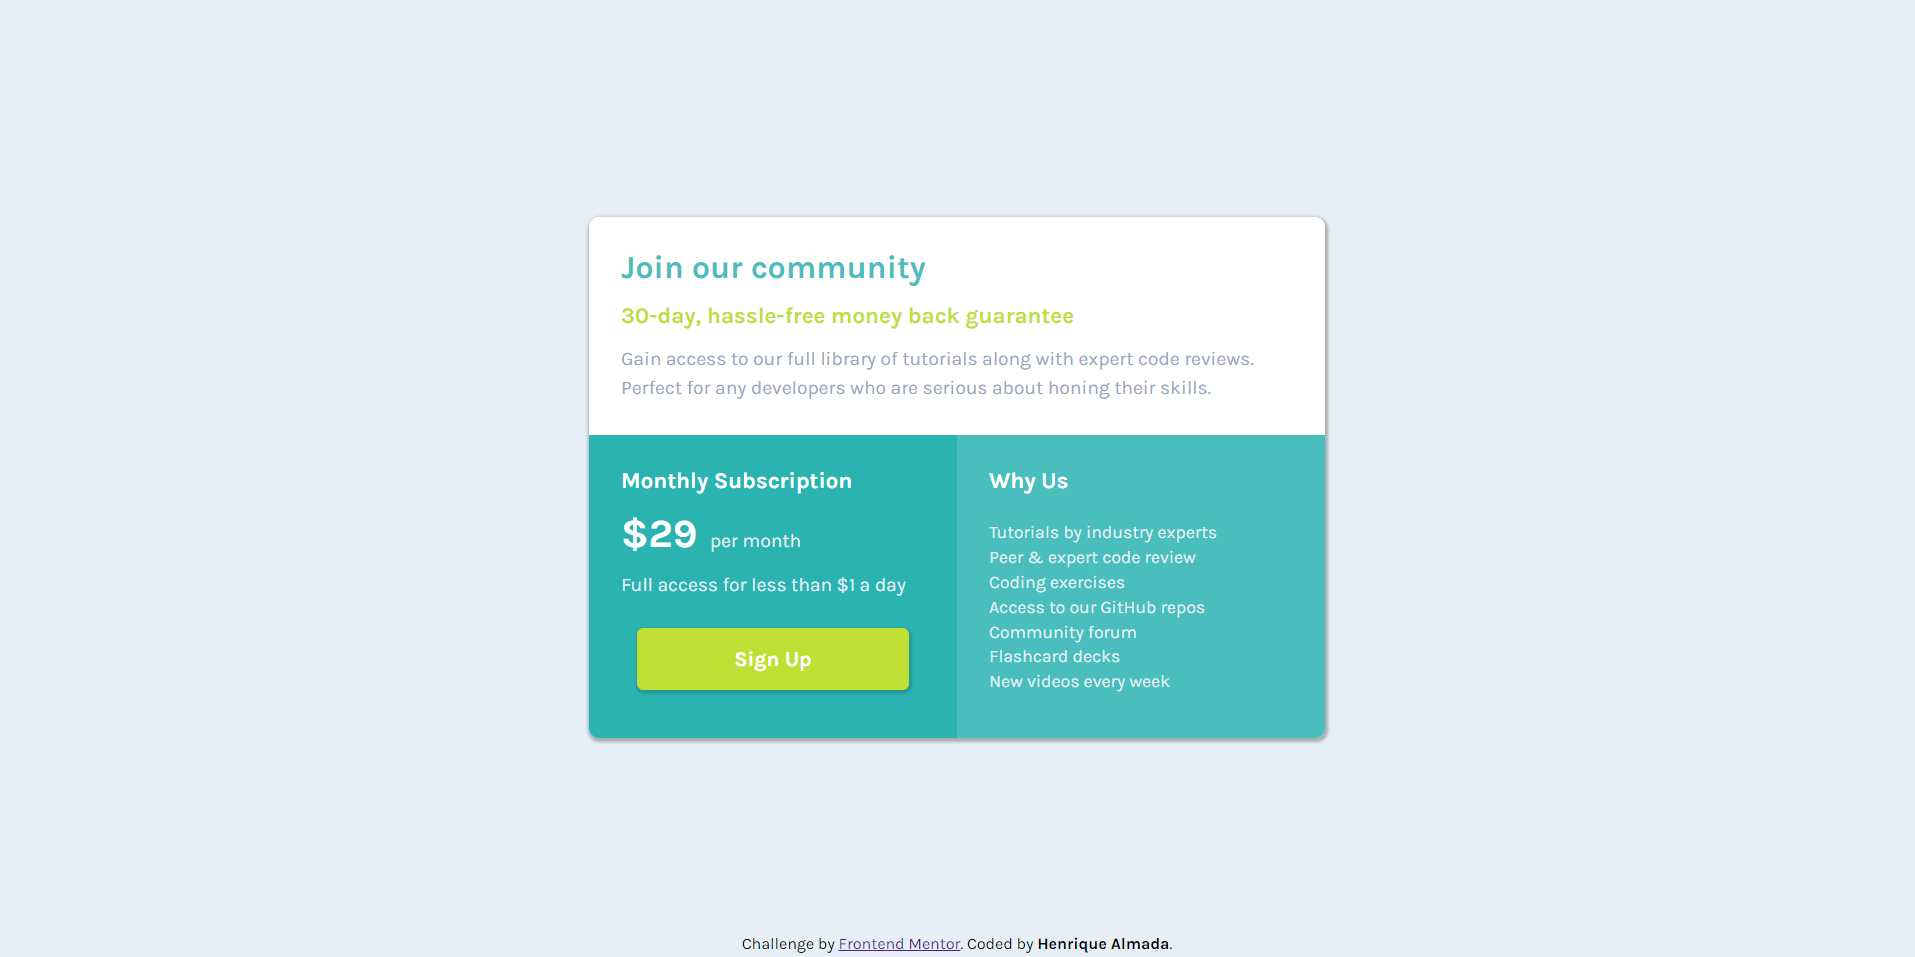 Join our community
30-day, hassle-free money back guarantee
Gain access to our full library of tutorials along with expert code reviews.
Perfect for any developers who are serious about honing their skills.
Monthly Subscription
$29 per month
Full access for less than $1 a day
Sign Up
Why Us
Tutorials by industry experts
Peer & expert code review
Coding exercises
Access to our GitHub repos
Community forum
Flashcard decks
New videos every week
Challenge by Frontend Mentor. Coded by Henrique Almada.